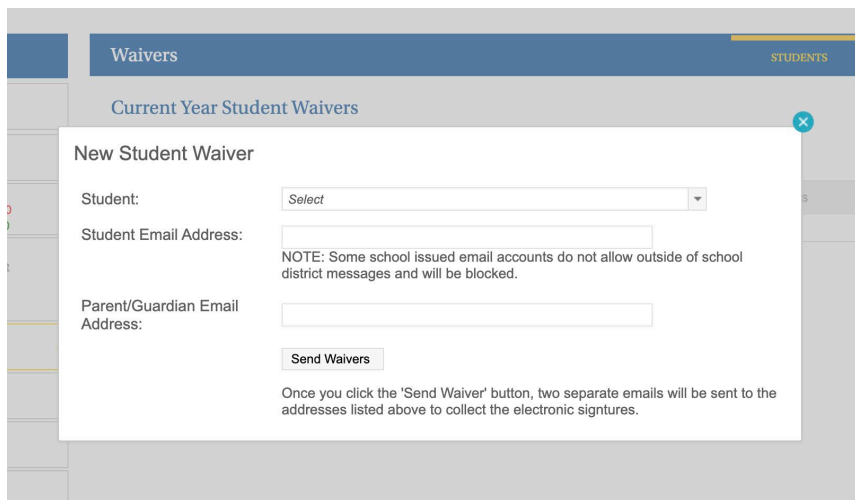 Waivers
STUDENTS
Current Year Student Waivers
New Student Waiver
Student:
Select
Student Email Address:
NOTE: Some school issued email accounts do not allow outside of school
district messages and will be blocked.
Parent/Guardian Email
Address:
Send Waivers
Once you click the 'Send Waiver' button, two separate emails will be sent to the
addresses listed above to collect the electronic signtures.